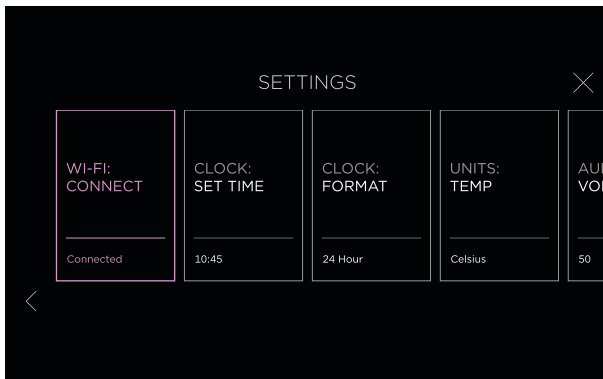 SETTINGS
WI-FI:
CONNECT
Connected
CLOCK:
SET TIME
10:45
CLOCK:
FORMAT
24 Hour
UNITS:
TEMP
Celsius
50